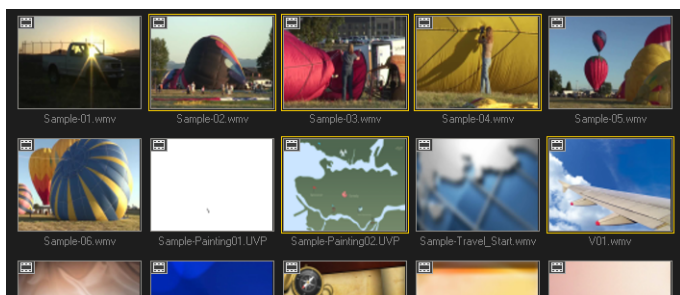 Sample-01.wmv
Sample-02.wmv
Sample-03.wmv
Sample-04.wmv
Sample-05.wmv
Sample-06.wmv
Sample-Painting01.UVP
Sample-Painting02.UVP
Sample-Travel_Start.wmv
V01.wmv